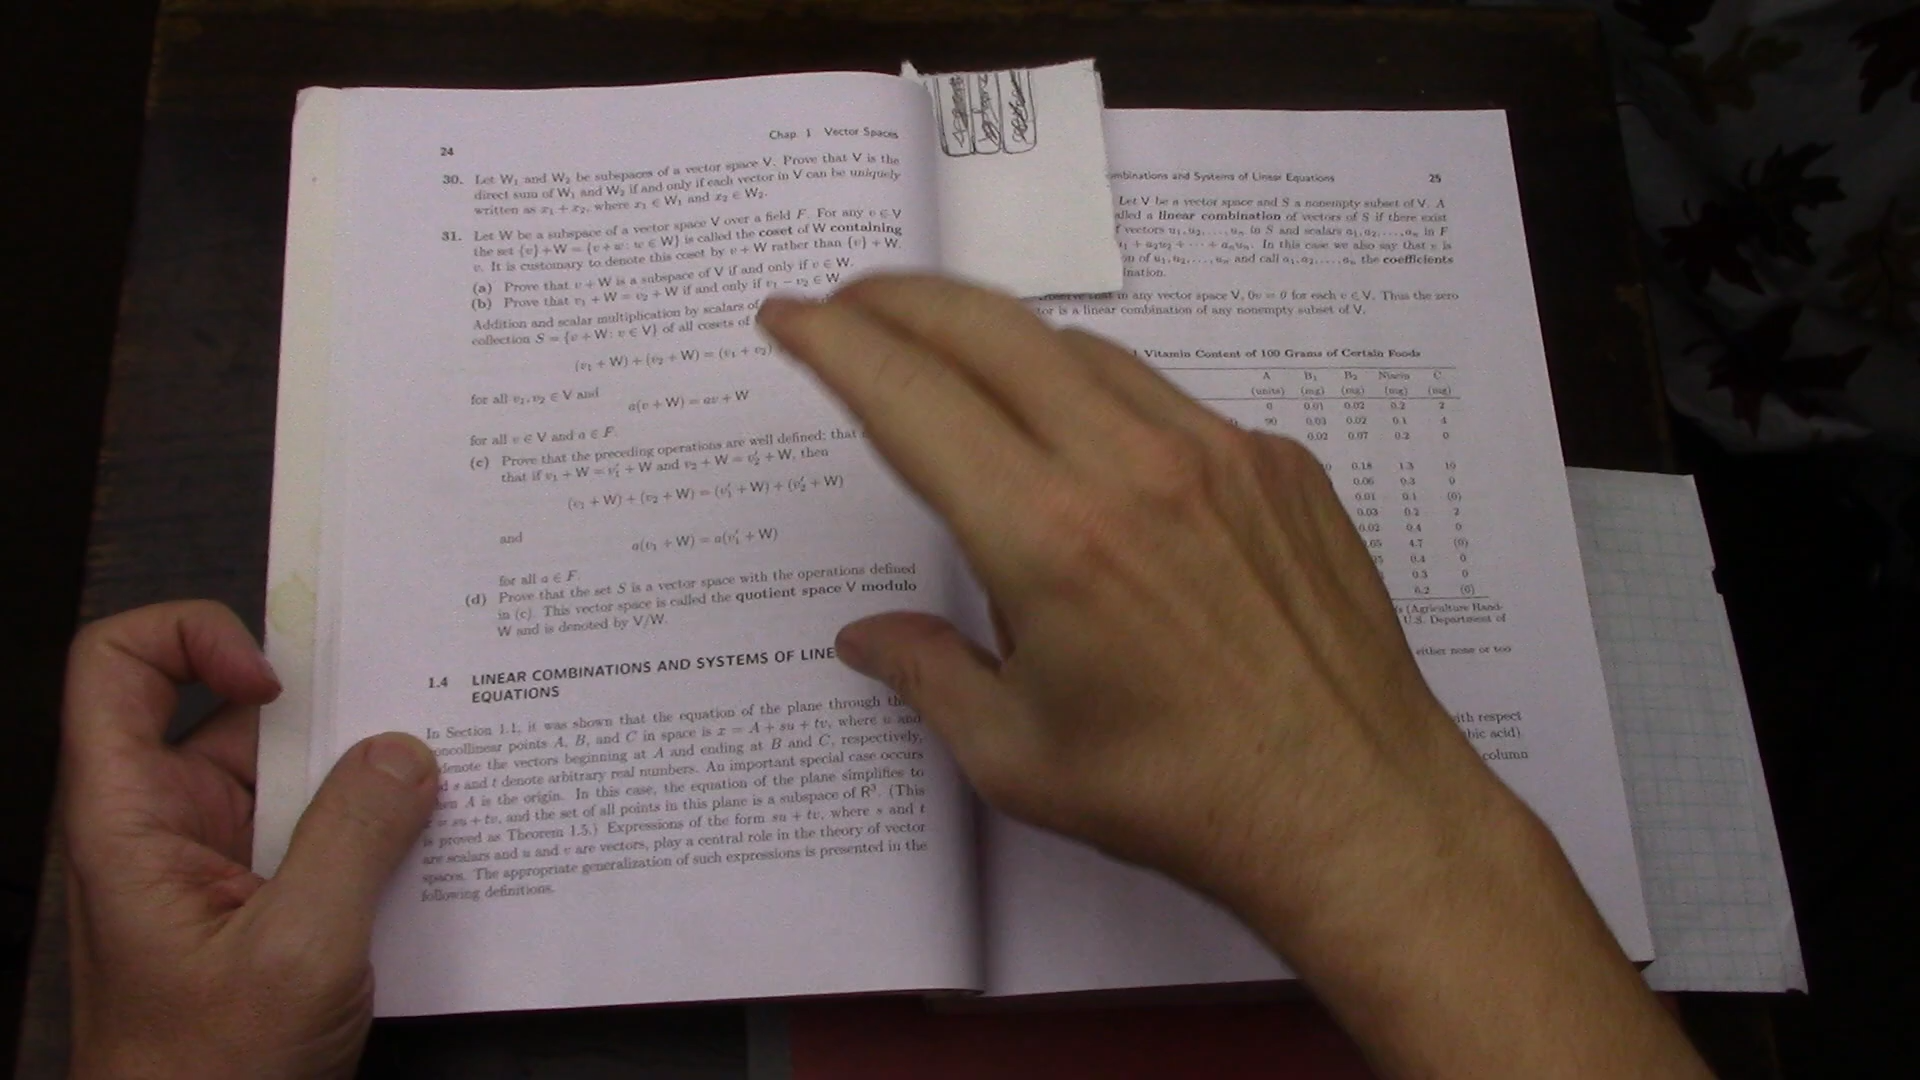 24
Chap. 1 Vector Spaces
30. Let W₁ and W₂ be subspaces of a vector space V. Prove that V is the
direct sum of W₁ and W₂ if and only if each vector in V can be uniquely
written as x₁ + x₂, where x₁ ∈ W₁ and x₂ ∈ W₂.
31. Let W be a subspace of a vector space V over a field F. For any v ∈ V
the set {v} + W = {v + w: w ∈ W} is called the coset of W containing
v. It is customary to denote this coset by v + W rather than {v} + W.
(a) Prove that v + W is a subspace of V if and only if v ∈ W.
(b) Prove that v₁ + W = v₂ + W if and only if v₁ − v₂ ∈ W.
Addition and scalar multiplication by scalars of
collection S = {v + W: v ∈ V} of all cosets of
(v₁ + W) + (v₂ + W) = (v₁ + v₂)
for all v₁, v₂ ∈ V and
a(v + W) = av + W
for all v ∈ V and a ∈ F.
(c) Prove that the preceding operations are well defined; that
that if v₁ + W = v′₁ + W and v₂ + W = v′₂ + W, then
(v₁ + W) + (v₂ + W) = (v′₁ + W) + (v′₂ + W)
and
a(v₁ + W) = a(v′₁ + W)
for all a ∈ F.
(d) Prove that the set S is a vector space with the operations defined
in (c). This vector space is called the quotient space V modulo
W and is denoted by V/W.
1.4 LINEAR COMBINATIONS AND SYSTEMS OF
EQUATIONS
In Section 1.1, it was shown that the equation of the plane through
points A, B, and C in space is x = A + su + tv, where u and
denote the vectors beginning at A and ending at B and C, respectively,
s and t denote arbitrary real numbers. An important special case occurs
A is the origin. In this case, the equation of the plane simplifies to
= su + tv, and the set of all points in this plane is a subspace of R³. (This
is proved as Theorem 1.5.) Expressions of the form su + tv, where s and t
are scalars and u and v are vectors, play a central role in the theory of vector
spaces. The appropriate generalization of such expressions is presented in the
following definitions.
and Systems of Linear Equations 25
Let V be a vector space and S a nonempty subset of V. A
a linear combination of vectors of S if there exist
vectors u₁, u₂, ..., uₙ in S and scalars a₁, a₂, ..., aₙ in F
+ a₂u₂ + ··· + aₙuₙ. In this case we also say that v is
of u₁, u₂, ..., uₙ and call a₁, a₂, ..., aₙ the coefficients
in any vector space V, 0v = 0 for each v ∈ V. Thus the zero
is a linear combination of any nonempty subset of V.
Vitamin Content of 100 Grams of Certain Foods
A B₁ B₂ Niacin C
(units) (mg) (mg) (mg) (mg)
0 0.01 0.02 0.2 2
90 0.03 0.02 0.1 4
0.02 0.07 0.2 0
0.18 1.3 10
0.06 0.3 0
0.01 0.1 (0)
0.03 0.2 2
0.02 0.4 0
4.7 (0)
0.4 0
0.3 0
0.2 (0)
(Agriculture Hand-
U.S. Department of
either none or too
with respect
acid)
column